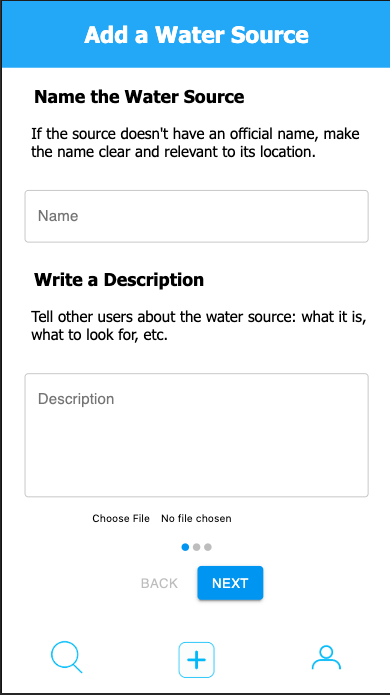 Add a Water Source
Name the Water Source
If the source doesn't have an official name, make
the name clear and relevant to its location.
Name
Write a Description
Tell other users about the water source: what it is,
what to look for, etc.
Description
Choose File No file chosen
BACK NEXT